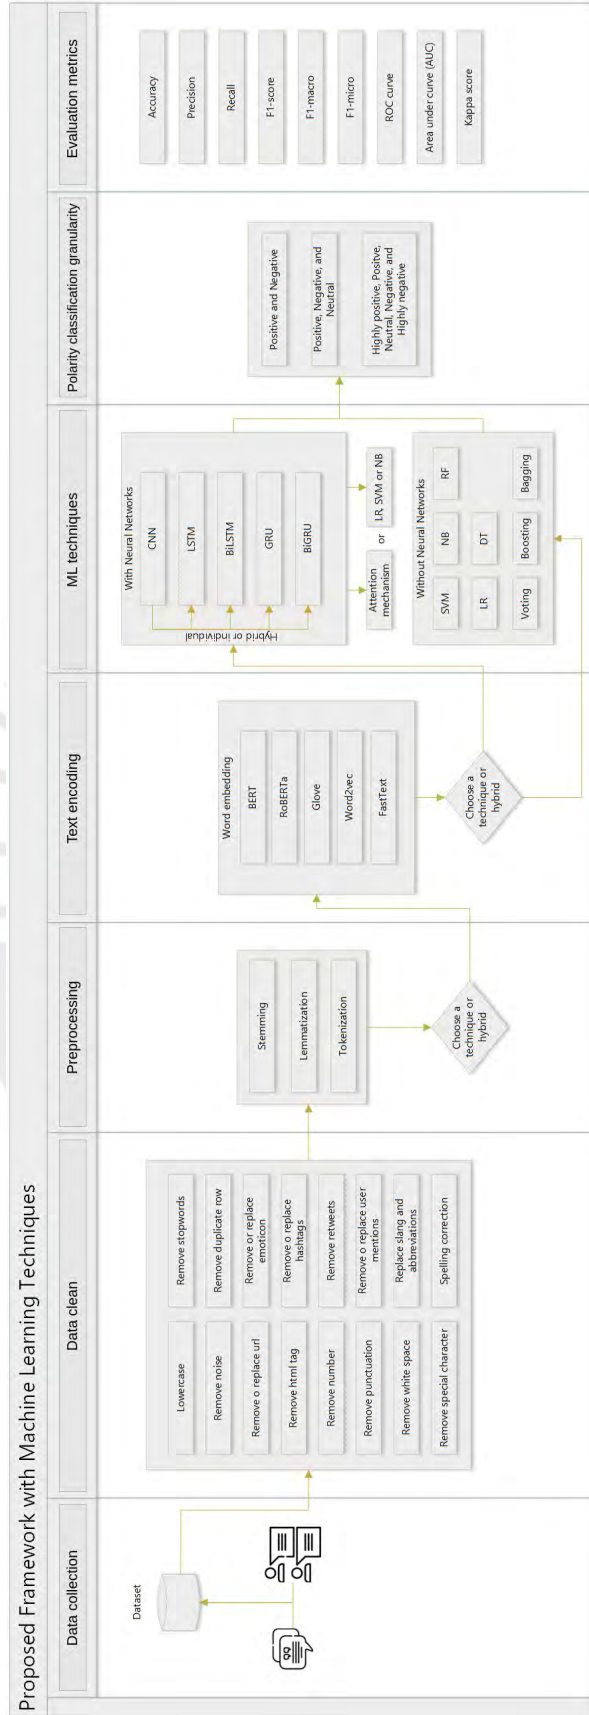 Proposed Framework with Machine Learning Techniques
Data collection
Dataset
Data clean
Lowercase
Remove noise
Remove o replace url
Remove html tag
Remove number
Remove punctuation
Remove white space
Remove special character
Remove stopwords
Remove duplicate row
Remove or replace
emoticon
Remove o replace
hashtags
Remove retweets
Remove o replace user
mentions
Replace slang and
abbreviations
Spelling correction
Preprocessing
Stemming
Lemmatization
Tokenization
Choose a
technique or
hybrid
Text encoding
Word embedding
BERT
RoBERTa
Glove
Word2vec
FastText
Choose a
technique or
hybrid
ML techniques
With Neural Networks
Hybrid or individual
CNN
LSTM
BiLSTM
GRU
BiGRU
Attention
mechanism
or
LR, SVM or NB
Without Neural Networks
SVM
NB
RF
LR
DT
Voting
Boosting
Bagging
Polarity classification granularity
Positive and Negative
Positive, Negative, and
Neutral
Highly positive, Positve,
Neutral, Negative, and
Highly negative
Evaluation metrics
Accuracy
Precision
Recall
F1-score
F1-macro
F1-micro
ROC curve
Area under curve (AUC)
Kappa score